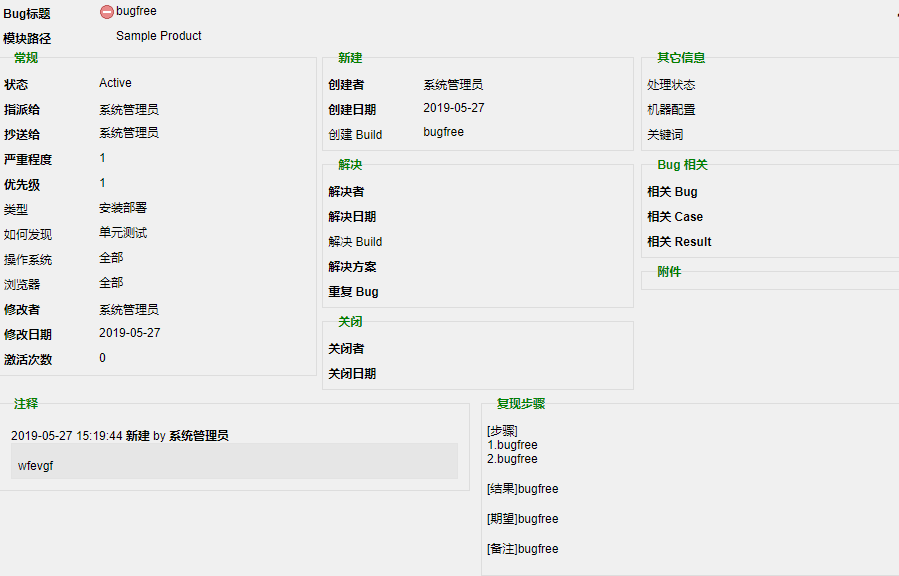 Bug标题 bugfree
模块路径 Sample Product
常规
状态 Active
指派给 系统管理员
抄送给 系统管理员
严重程度 1
优先级 1
类型 安装部署
如何发现 单元测试
操作系统 全部
浏览器 全部
修改者 系统管理员
修改日期 2019-05-27
激活次数 0
新建
创建者 系统管理员
创建日期 2019-05-27
创建 Build bugfree
解决
解决者
解决日期
解决 Build
解决方案
重复 Bug
关闭
关闭者
关闭日期
其它信息
处理状态
机器配置
关键词
Bug 相关
相关 Bug
相关 Case
相关 Result
附件
注释
2019-05-27 15:19:44 新建 by 系统管理员
wfevgf
复现步骤
[步骤]
1.bugfree
2.bugfree
[结果]bugfree
[期望]bugfree
[备注]bugfree